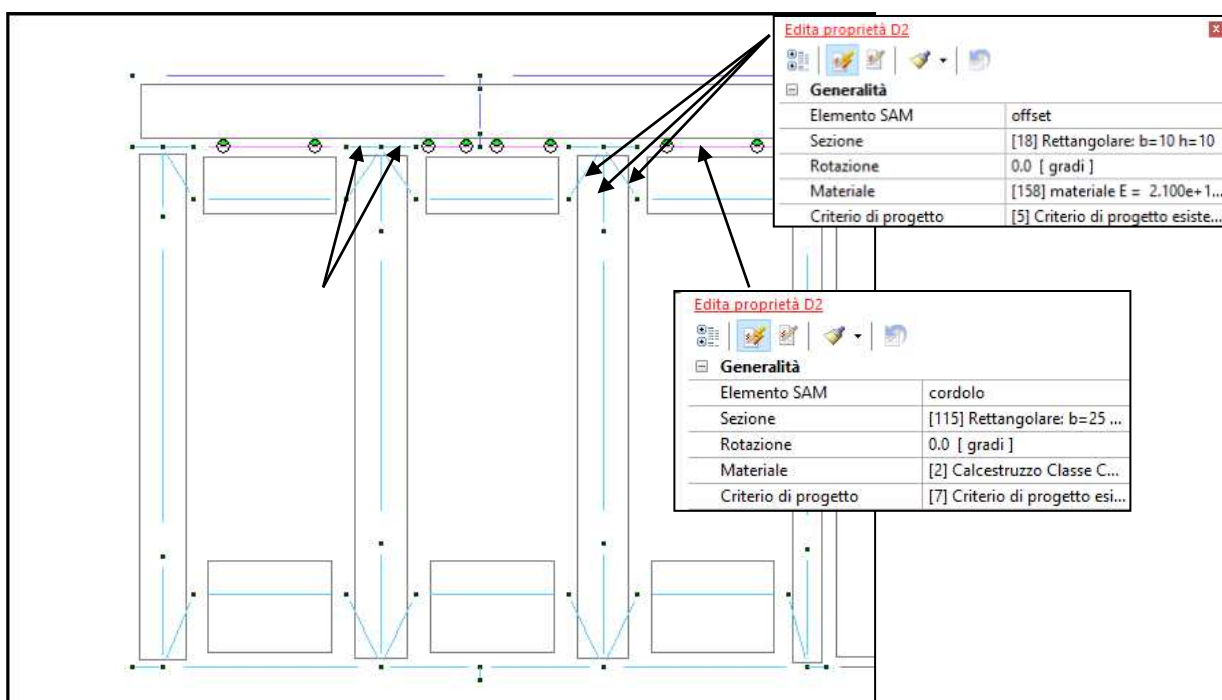 Edita proprietà D2
Generalità
Elemento SAM offset
Sezione [18] Rettangolare: b=10 h=10
Rotazione 0.0 [ gradi ]
Materiale [158] materiale E = 2.100e+1...
Criterio di progetto [5] Criterio di progetto esiste...
Edita proprietà D2
Generalità
Elemento SAM cordolo
Sezione [115] Rettangolare: b=25 ...
Rotazione 0.0 [ gradi ]
Materiale [2] Calcestruzzo Classe C...
Criterio di progetto [7] Criterio di progetto esi...